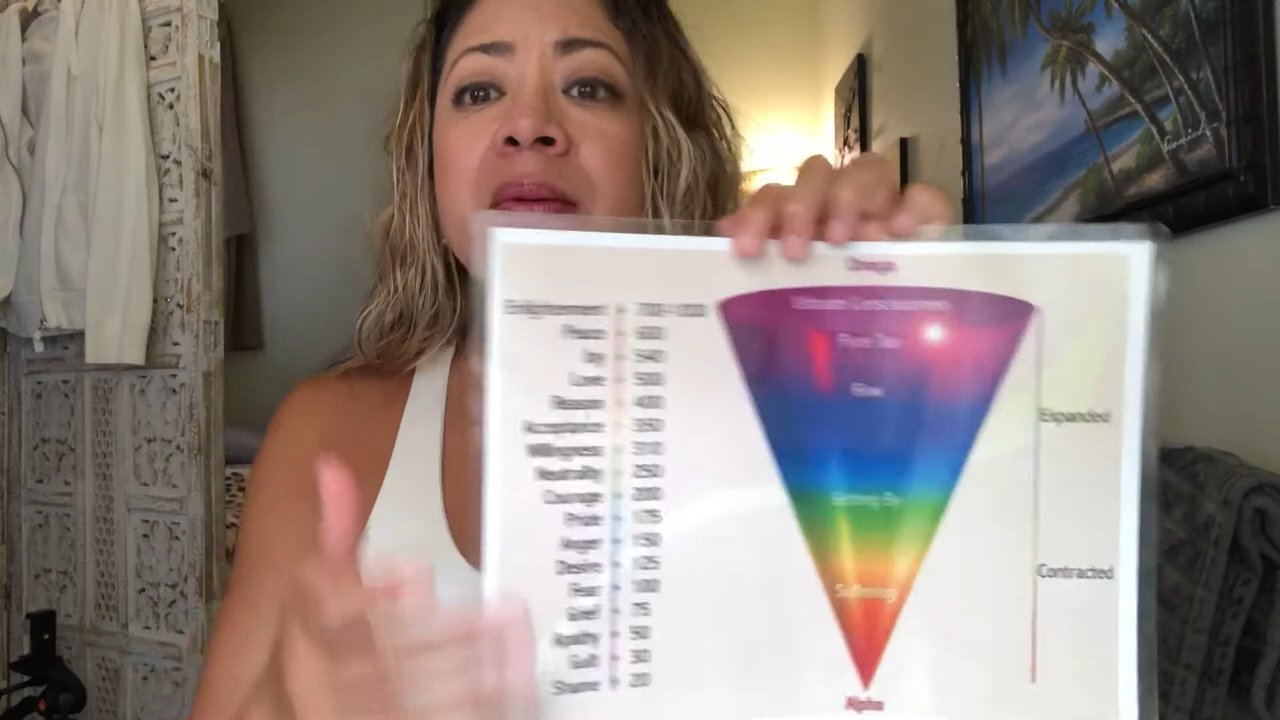 Omega
Enlightenment 700-1000
Peace 600
Joy 540
Love 500
Reason 400
Acceptance 350
Willingness 310
Neutrality 250
Courage 200
Pride 175
Anger 150
Desire 125
Fear 100
Grief 75
Apathy 50
Guilt 30
Shame 20
Flow
Getting By
Suffering
Expanded
Contracted
Alpha